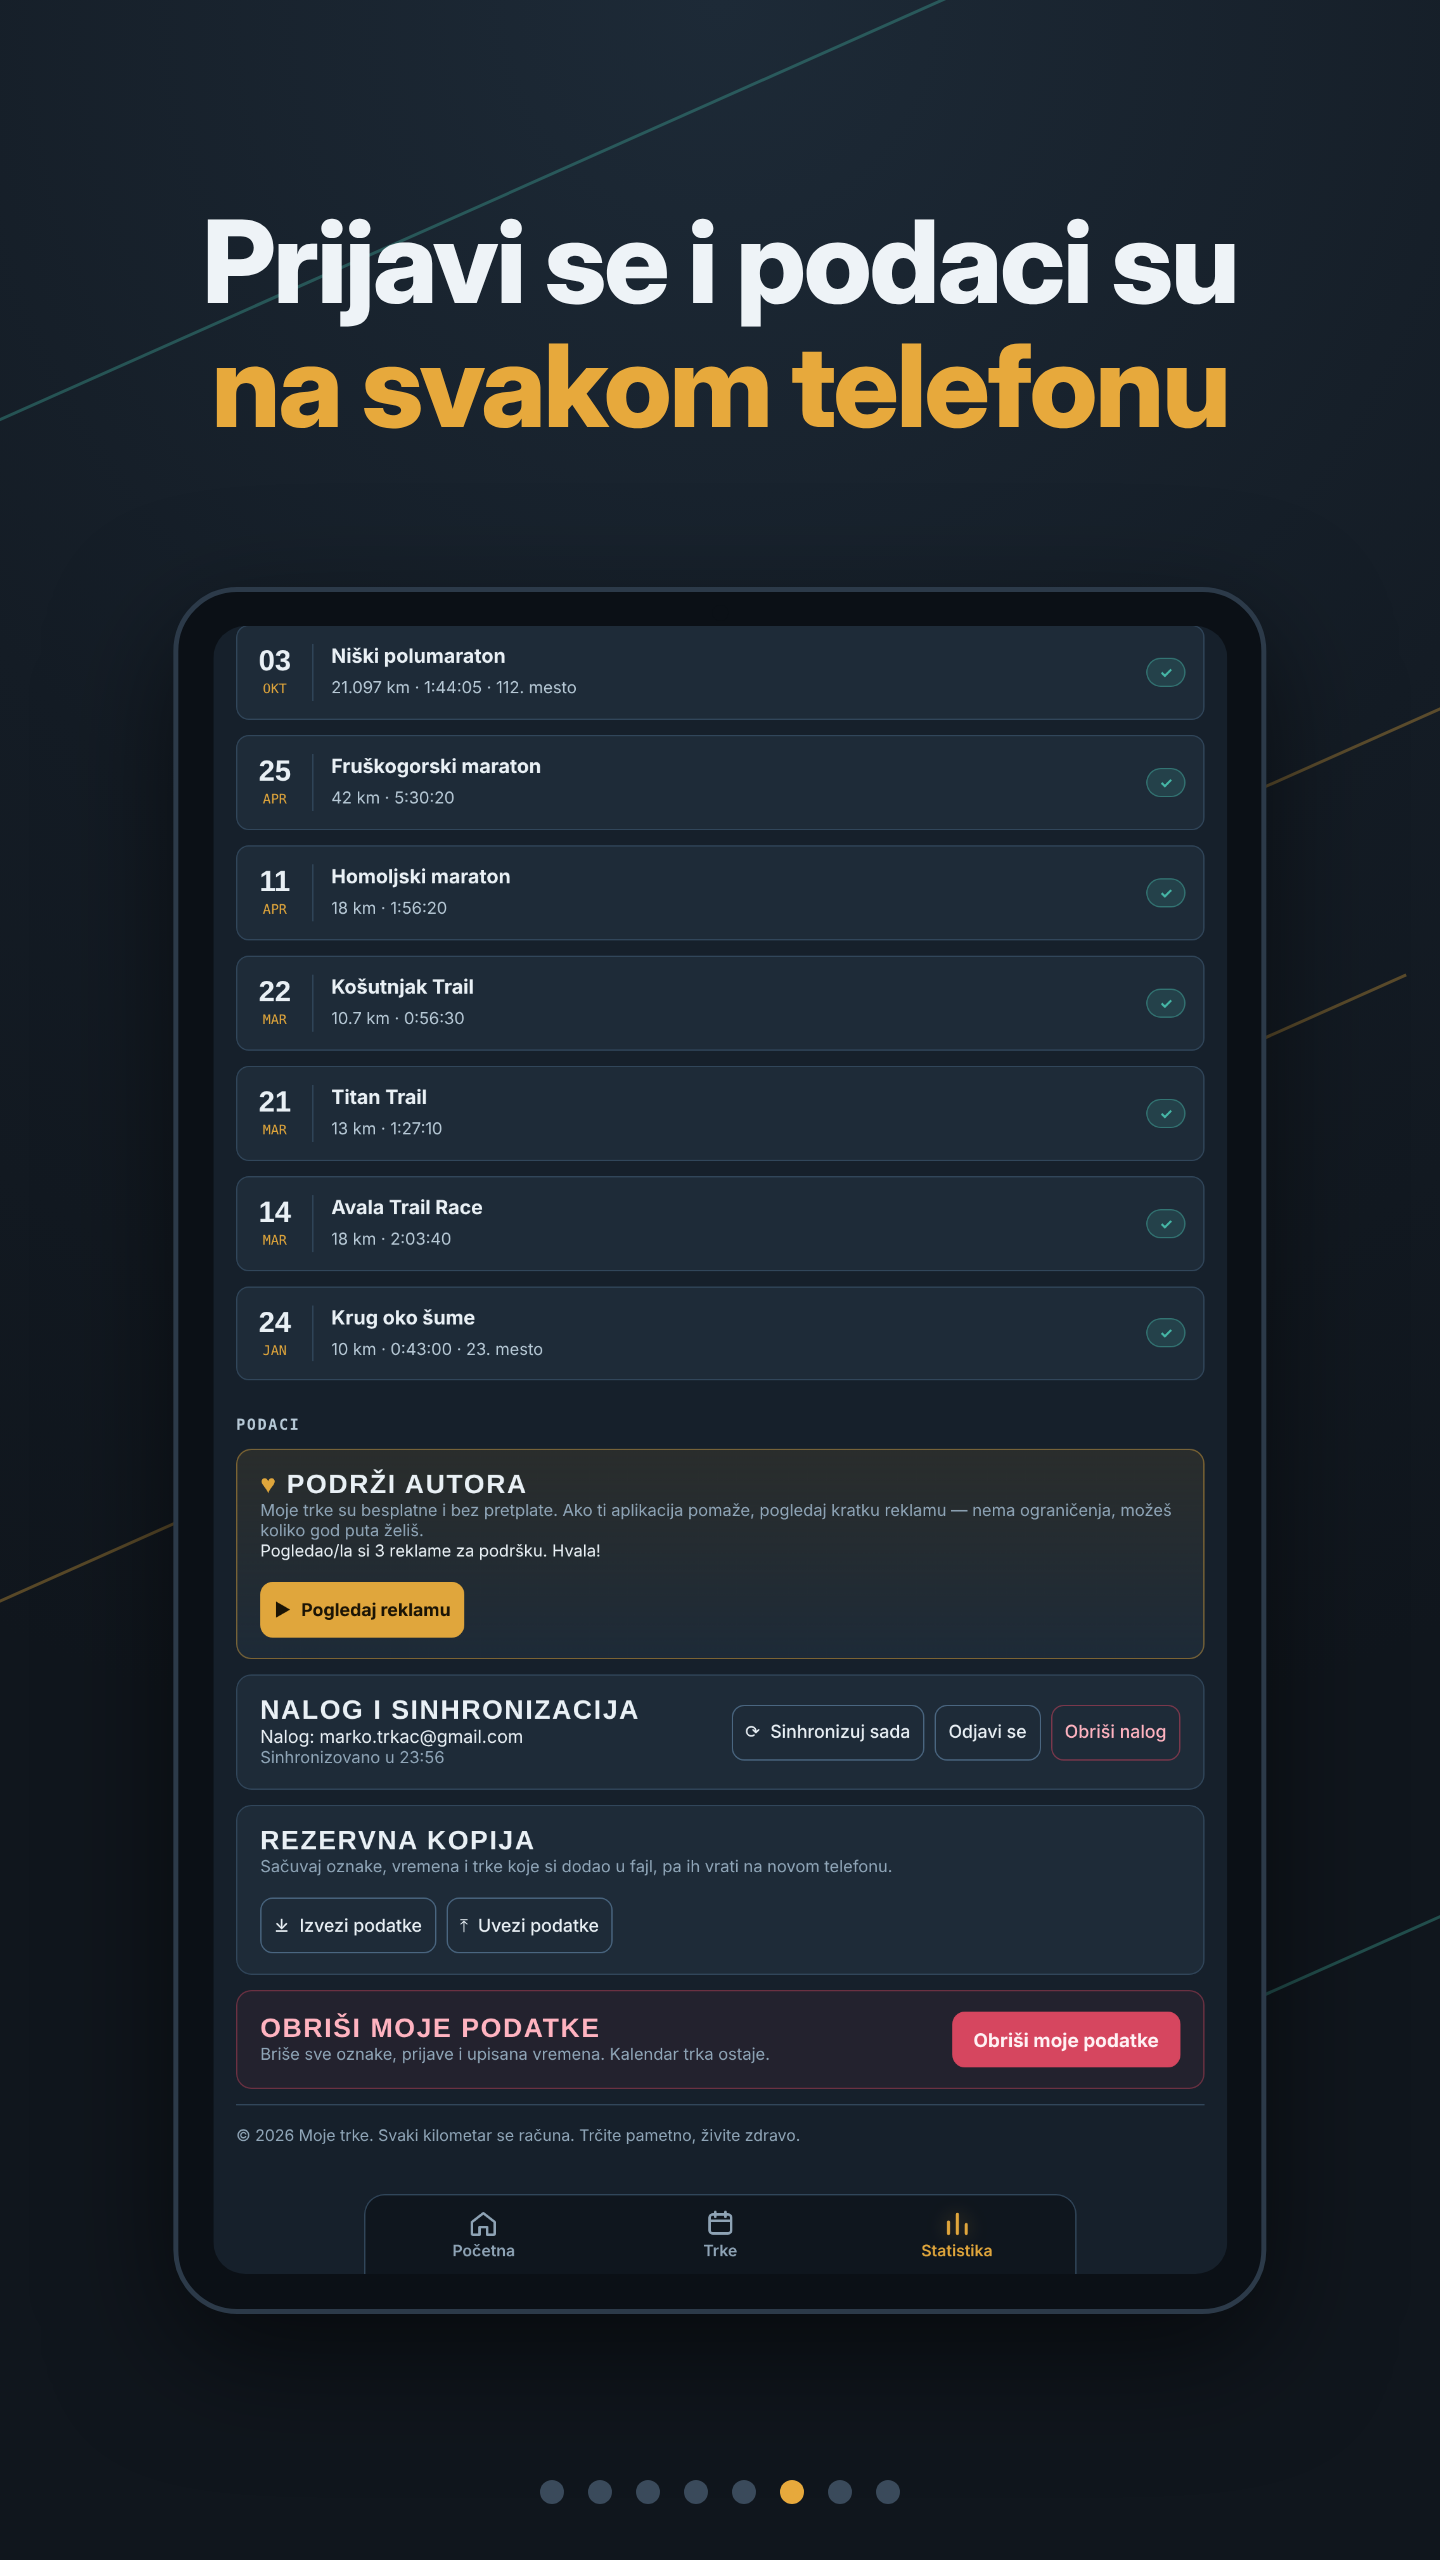 Prijavi se i podaci su
na svakom telefonu
03
OKT
Niški polumaraton
21.097 km · 1:44:05 · 112. mesto
25
APR
Fruškogorski maraton
42 km · 5:30:20
11
APR
Homoljski maraton
18 km · 1:56:20
22
MAR
Košutnjak Trail
10.7 km · 0:56:30
21
MAR
Titan Trail
13 km · 1:27:10
14
MAR
Avala Trail Race
18 km · 2:03:40
24
JAN
Krug oko šume
10 km · 0:43:00 · 23. mesto
PODACI
♥ PODRŽI AUTORA
Moje trke su besplatne i bez pretplate. Ako ti aplikacija pomaže, pogledaj kratku reklamu — nema ograničenja, možeš
koliko god puta želiš.
Pogledao/la si 3 reklame za podršku. Hvala!
▶ Pogledaj reklamu
NALOG I SINHRONIZACIJA
Nalog: marko.trkac@gmail.com
Sinhronizovano u 23:56
⟳ Sinhronizuj sada
Odjavi se
Obriši nalog
REZERVNA KOPIJA
Sačuvaj oznake, vremena i trke koje si dodao u fajl, pa ih vrati na novom telefonu.
Izvezi podatke
Uvezi podatke
OBRIŠI MOJE PODATKE
Briše sve oznake, prijave i upisana vremena. Kalendar trka ostaje.
Obriši moje podatke
© 2026 Moje trke. Svaki kilometar se računa. Trčite pametno, živite zdravo.
Početna
Trke
Statistika